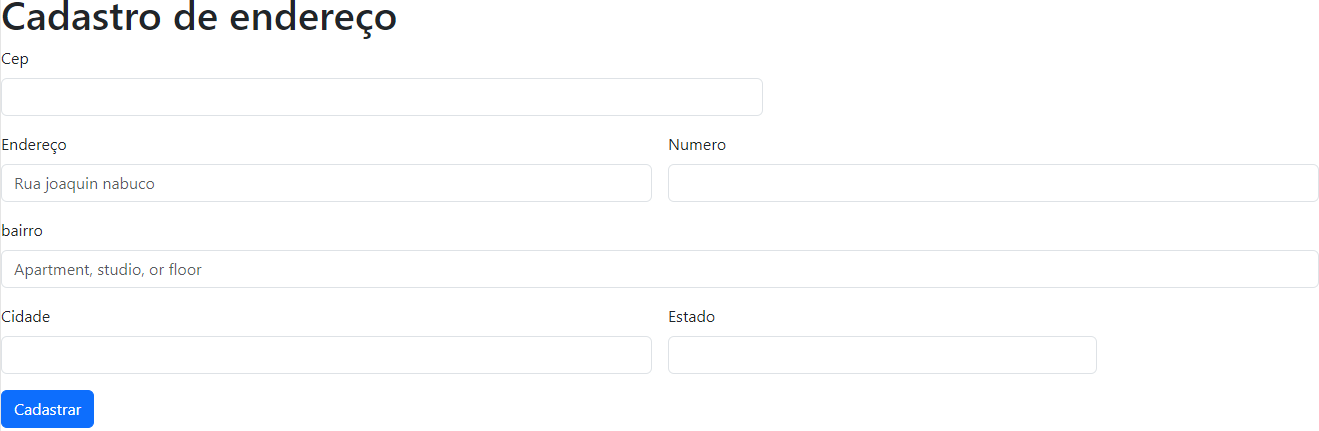 Cadastro de endereço
Cep
Endereço
Numero
Rua joaquin nabuco
bairro
Apartment, studio, or floor
Cidade
Estado
Cadastrar